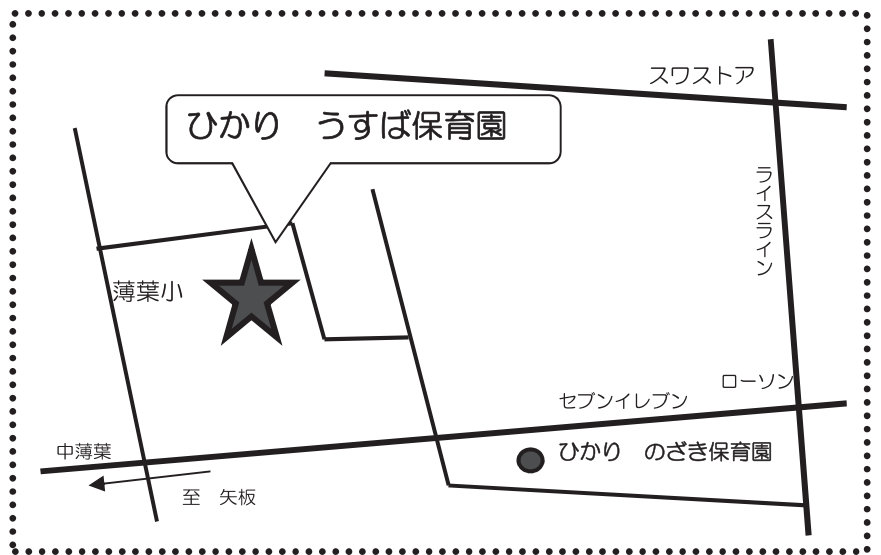 スワストア
ひかり　うすば保育園
ライスライン
薄葉小
ローソン
セブンイレブン
中薄葉
ひかり　のざき保育園
至　矢板